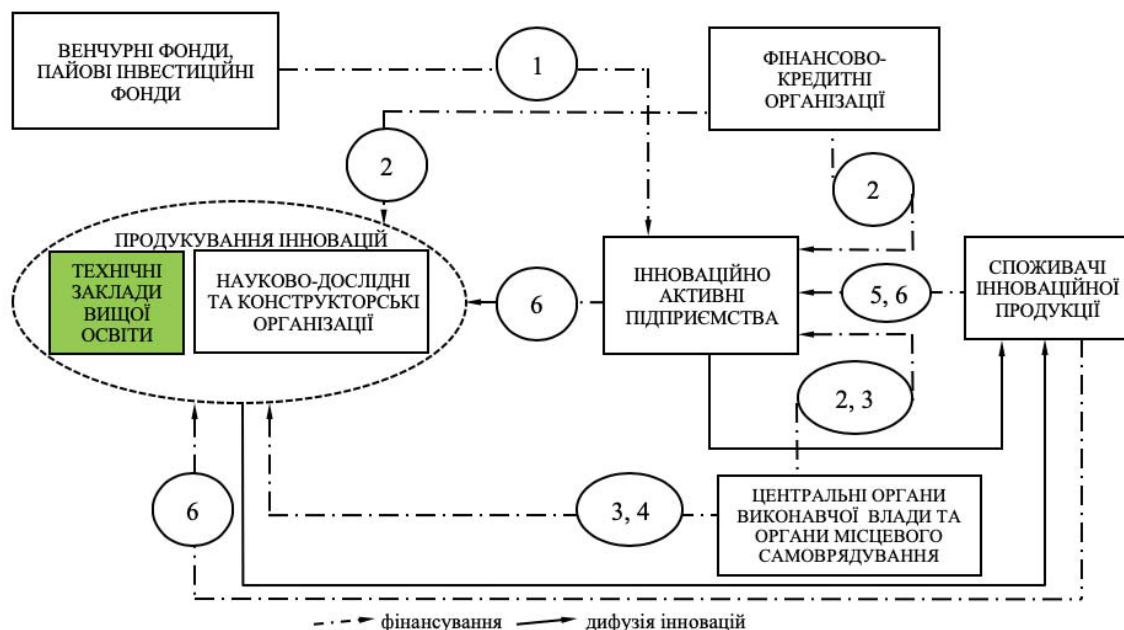 ВЕНЧУРНІ ФОНДИ,
ПАЙОВІ ІНВЕСТИЦІЙНІ
ФОНДИ
1
ФІНАНСОВО-
КРЕДИТНІ
ОРГАНІЗАЦІЇ
2
2
ПРОДУКУВАННЯ ІННОВАЦІЙ
ТЕХНІЧНІ
ЗАКЛАДИ
ВИЩОЇ
ОСВІТИ
НАУКОВО-ДОСЛІДНІ
ТА КОНСТРУКТОРСЬКІ
ОРГАНІЗАЦІЇ
6
ІННОВАЦІЙНО
АКТИВНІ
ПІДПРИЄМСТВА
5, 6
СПОЖИВАЧІ
ІННОВАЦІЙНОЇ
ПРОДУКЦІЇ
2, 3
6
3, 4
ЦЕНТРАЛЬНІ ОРГАНИ
ВИКОНАВЧОЇ ВЛАДИ ТА
ОРГАНИ МІСЦЕВОГО
САМОВРЯДУВАННЯ
фінансування
дифузія інновацій